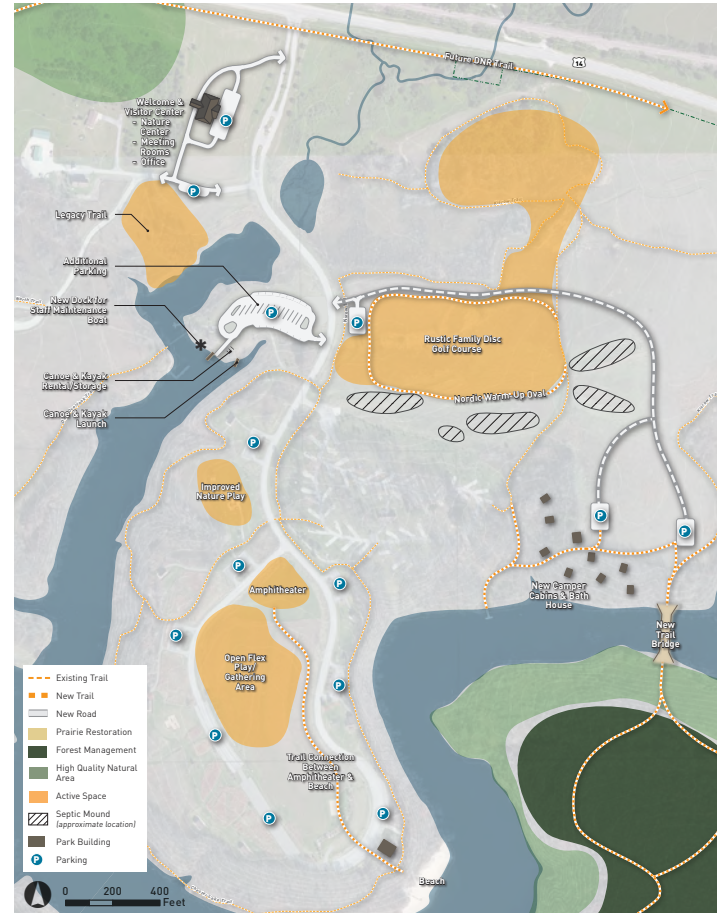 Future DNR Trail
14
Welcome &
Visitor Center
- Nature
Center
- Meeting
Rooms
- Office
P
P
Legacy Trail
Additional
Parking
New Dock for
Staff Maintenance
Boat
P
P
Rustic Family Disc
Golf Course
Canoe & Kayak
Rental/Storage
Nordic Warm-Up Oval
Canoe & Kayak
Launch
P
Improved
Nature Play
P
P
P
P
Amphitheater
P
New Camper
Cabins & Bath
House
P
New
Trail
Bridge
Open Flex
Play/
Gathering
Area
P
P
Trail Connection
Between
Amphitheater &
Beach
P
P
Beach
Existing Trail
New Trail
New Road
Prairie Restoration
Forest Management
High Quality Natural
Area
Active Space
Septic Mound
(approximate location)
Park Building
P
Parking
0 200 400
Feet